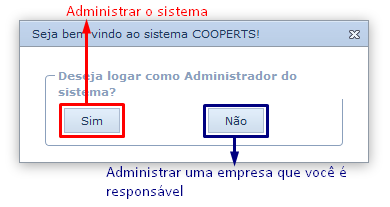 Administrar o sistema
Seja bem vindo ao sistema COOPERTS!
Deseja logar como Administrador do
sistema?
Sim
Não
Administrar uma empresa que você é
responsável